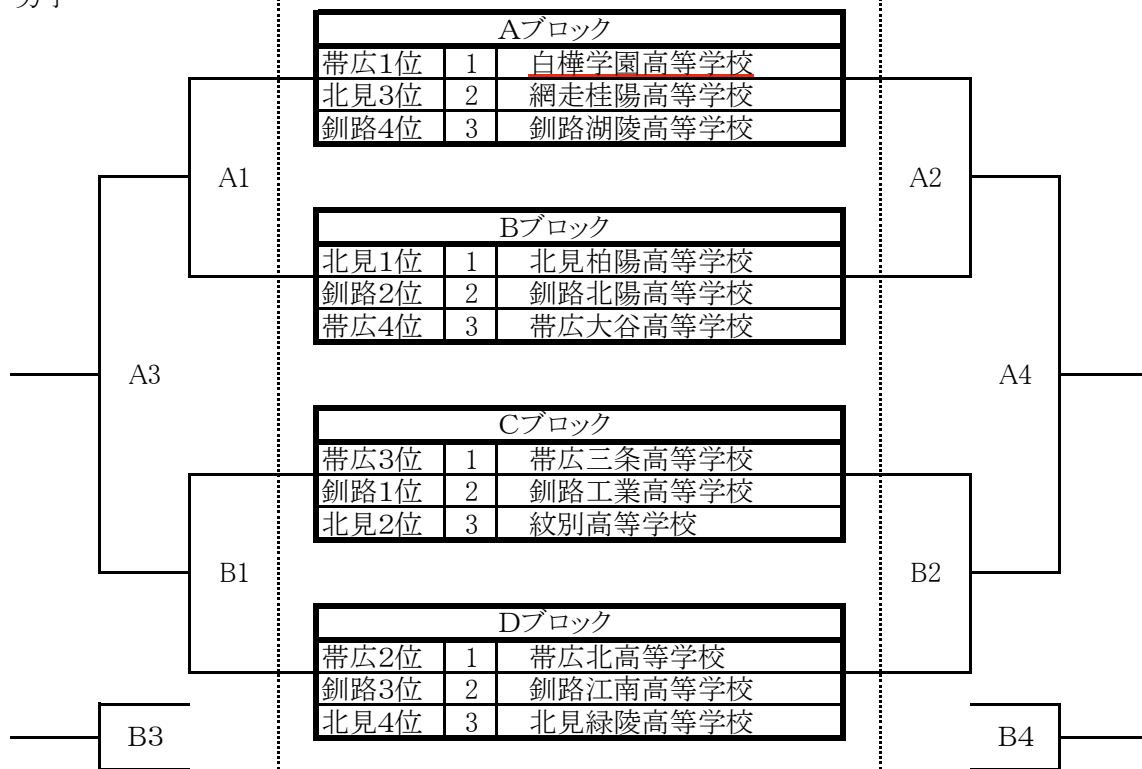 Aブロック
帯広1位 1 白樺学園高等学校
北見3位 2 網走桂陽高等学校
釧路4位 3 釧路湖陵高等学校
A1 A2
Bブロック
北見1位 1 北見柏陽高等学校
釧路2位 2 釧路北陽高等学校
帯広4位 3 帯広大谷高等学校
A3 A4
Cブロック
帯広3位 1 帯広三条高等学校
釧路1位 2 釧路工業高等学校
北見2位 3 紋別高等学校
B1 B2
Dブロック
帯広2位 1 帯広北高等学校
釧路3位 2 釧路江南高等学校
北見4位 3 北見緑陵高等学校
B3 B4